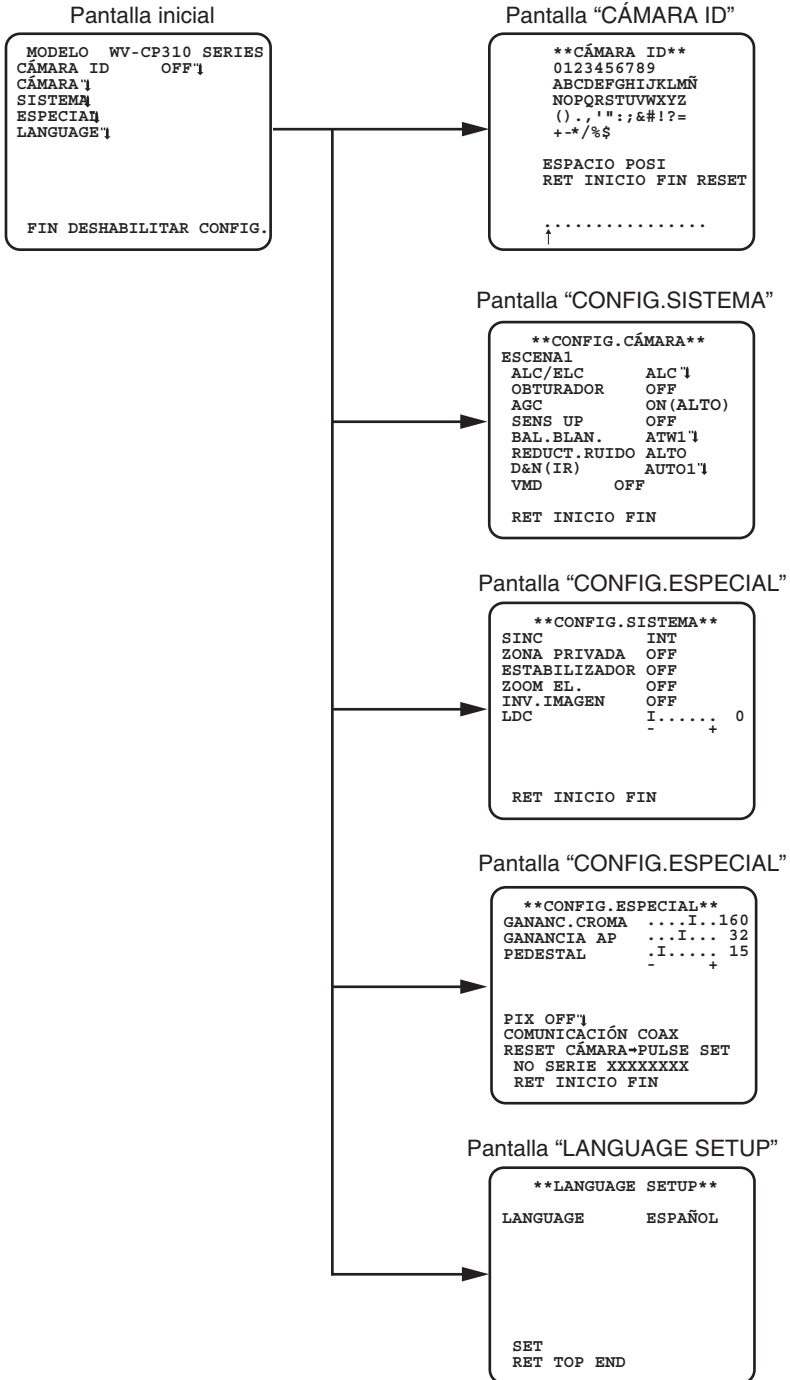 Pantalla inicial
MODELO WV-CP310 SERIES
CÁMARA ID OFF
CÁMARA
SISTEMA
ESPECIAL
LANGUAGE
FIN DESHABILITAR CONFIG.
Pantalla “CÁMARA ID”
**CÁMARA ID**
0123456789
ABCDEFGHIJKLMÑ
NOPQRSTUVWXYZ
().,'":;&#!?=
+-*/%$
ESPACIO POSI
RET INICIO FIN RESET
................
Pantalla “CONFIG.SISTEMA”
**CONFIG.CÁMARA**
ESCENA1
ALC/ELC ALC
OBTURADOR OFF
AGC ON(ALTO)
SENS UP OFF
BAL.BLAN. ATW1
REDUCT.RUIDO ALTO
D&N(IR) AUTO1
VMD OFF
RET INICIO FIN
Pantalla “CONFIG.ESPECIAL”
**CONFIG.SISTEMA**
SINC INT
ZONA PRIVADA OFF
ESTABILIZADOR OFF
ZOOM EL. OFF
INV.IMAGEN OFF
LDC I...... 0
- +
RET INICIO FIN
Pantalla “CONFIG.ESPECIAL”
**CONFIG.ESPECIAL**
GANANC.CROMA ....I..160
GANANCIA AP ...I... 32
PEDESTAL .I..... 15
- +
PIX OFF
COMUNICACIÓN COAX
RESET CÁMARA→PULSE SET
NO SERIE XXXXXXXX
RET INICIO FIN
Pantalla “LANGUAGE SETUP”
**LANGUAGE SETUP**
LANGUAGE ESPAÑOL
SET
RET TOP END